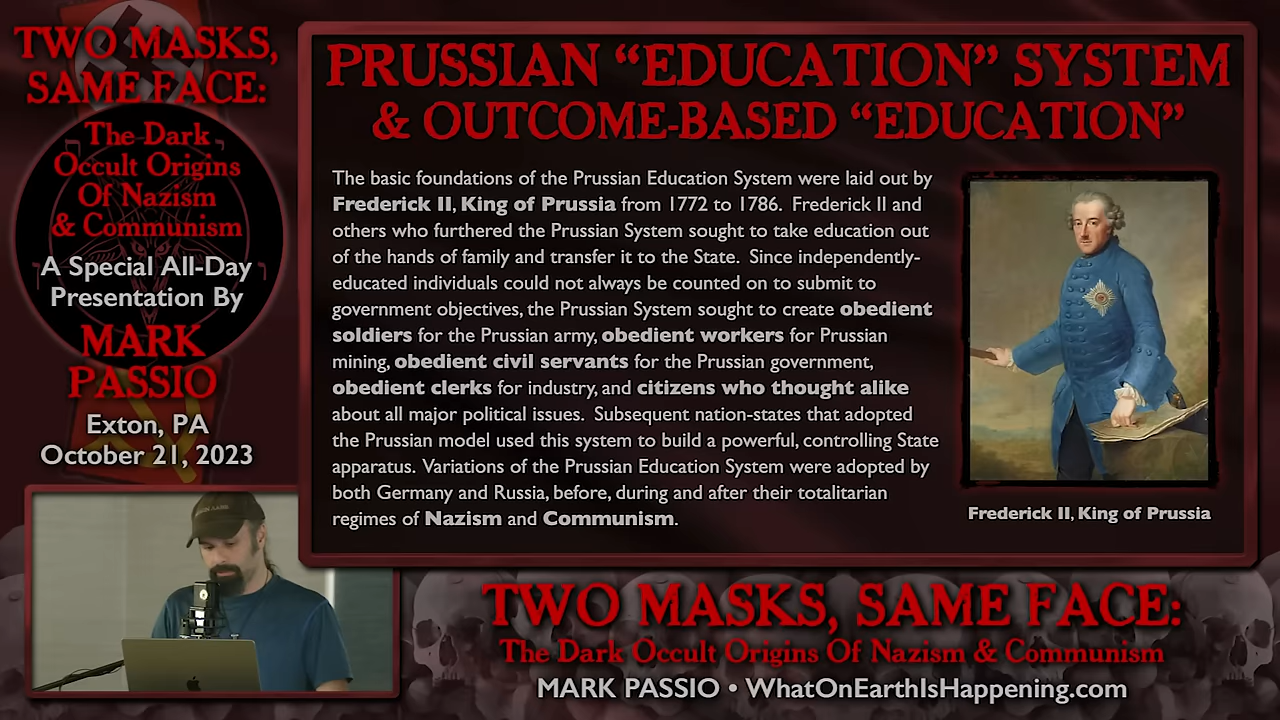 TWO MASKS,
SAME FACE:
The Dark
Occult Origins
Of Nazism
& Communism
A Special All-Day
Presentation By
MARK
PASSIO
Exton, PA
October 21, 2023
PRUSSIAN “EDUCATION” SYSTEM
& OUTCOME-BASED “EDUCATION”
The basic foundations of the Prussian Education System were laid out by
Frederick II, King of Prussia from 1772 to 1786. Frederick II and
others who furthered the Prussian System sought to take education out
of the hands of family and transfer it to the State. Since independently-
educated individuals could not always be counted on to submit to
government objectives, the Prussian System sought to create obedient
soldiers for the Prussian army, obedient workers for Prussian
mining, obedient civil servants for the Prussian government,
obedient clerks for industry, and citizens who thought alike
about all major political issues. Subsequent nation-states that adopted
the Prussian model used this system to build a powerful, controlling State
apparatus. Variations of the Prussian Education System were adopted by
both Germany and Russia, before, during and after their totalitarian
regimes of Nazism and Communism.
Frederick II, King of Prussia
TWO MASKS, SAME FACE:
The Dark Occult Origins Of Nazism & Communism
MARK PASSIO • WhatOnEarthIsHappening.com